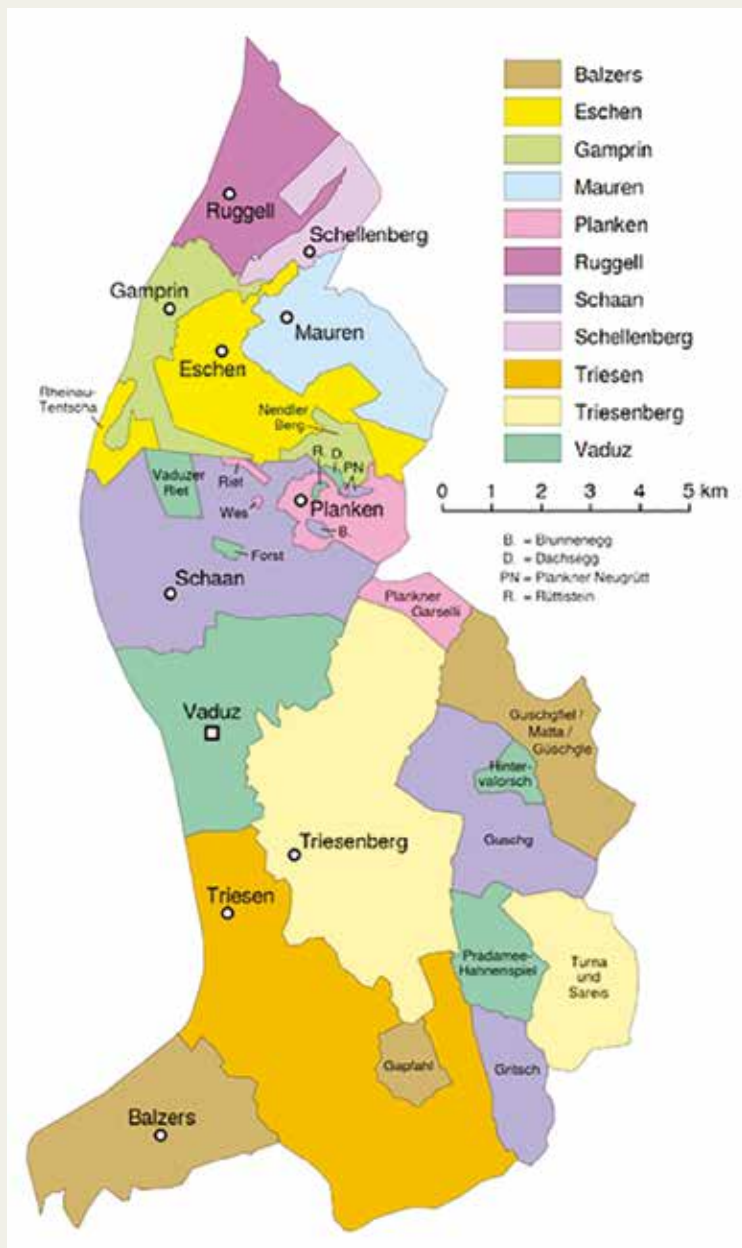 Balzers
Eschen
Gamprin
Mauren
Planken
Ruggell
Schaan
Schellenberg
Triesen
Triesenberg
Vaduz
0 1 2 3 4 5 km
B. = Brunnenegg
D. = Dachsegg
PN = Plankner Neugrütt
R. = Rüttistein
Ruggell
Schellenberg
Gamprin
Mauren
Eschen
Rheinau-
Tentscha
Nendler
Berg
R. D. PN
Vaduzer
Riet
Riet
Wes
Planken
B.
Forst
Schaan
Plankner
Garselli
Vaduz
Guschgfiel /
Matta /
Güschgle
Hinter-
valorsch
Guschg
Triesenberg
Triesen
Pradamee-
Hahnenspiel
Turna
und
Sareis
Gapfahl
Gritsch
Balzers